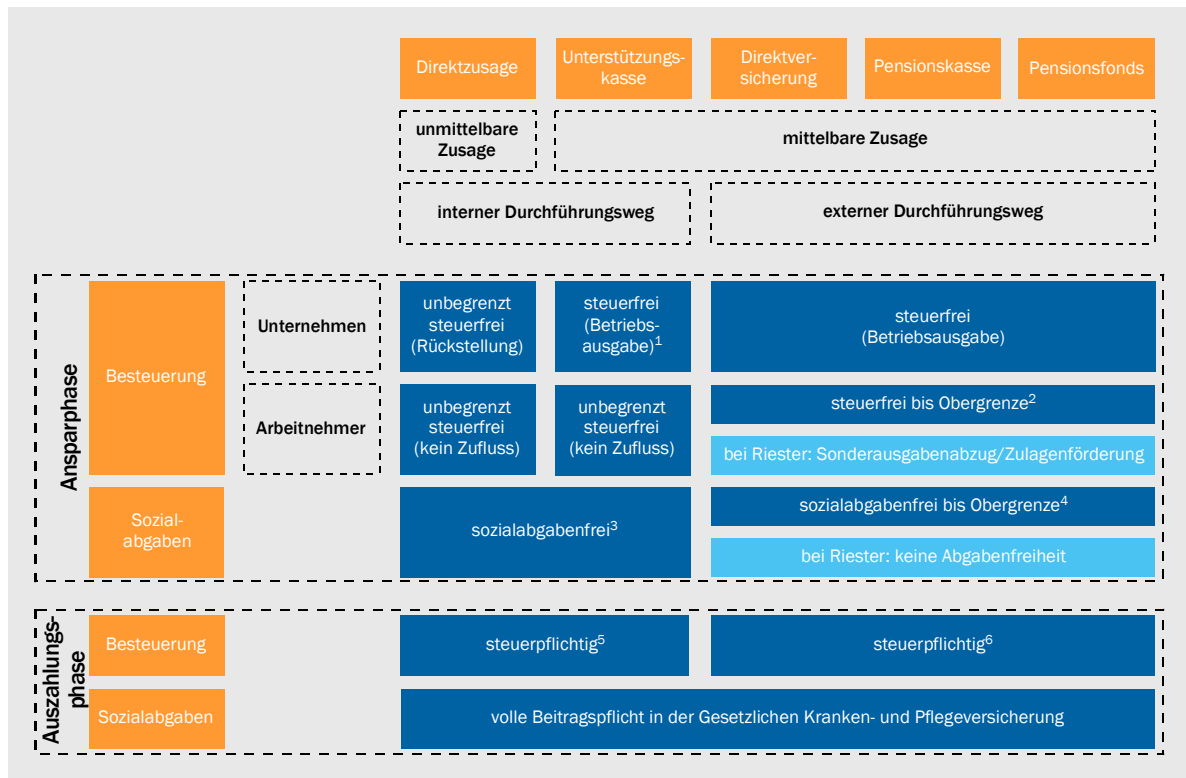 Direktzusage
Unterstützungs-
kasse
Direktver-
sicherung
Pensionskasse
Pensionsfonds
unmittelbare
Zusage
mittelbare Zusage
interner Durchführungsweg
externer Durchführungsweg
Ansparphase
Besteuerung
Unternehmen
unbegrenzt
steuerfrei
(Rückstellung)
steuerfrei
(Betriebs-
ausgabe)¹
steuerfrei
(Betriebsausgabe)
Arbeitnehmer
unbegrenzt
steuerfrei
(kein Zufluss)
unbegrenzt
steuerfrei
(kein Zufluss)
steuerfrei bis Obergrenze²
bei Riester: Sonderausgabenabzug/Zulagenförderung
Sozial-
abgaben
sozialabgabenfrei³
sozialabgabenfrei bis Obergrenze⁴
bei Riester: keine Abgabenfreiheit
Auszahlungs-
phase
Besteuerung
steuerpflichtig⁵
steuerpflichtig⁶
Sozialabgaben
volle Beitragspflicht in der Gesetzlichen Kranken- und Pflegeversicherung